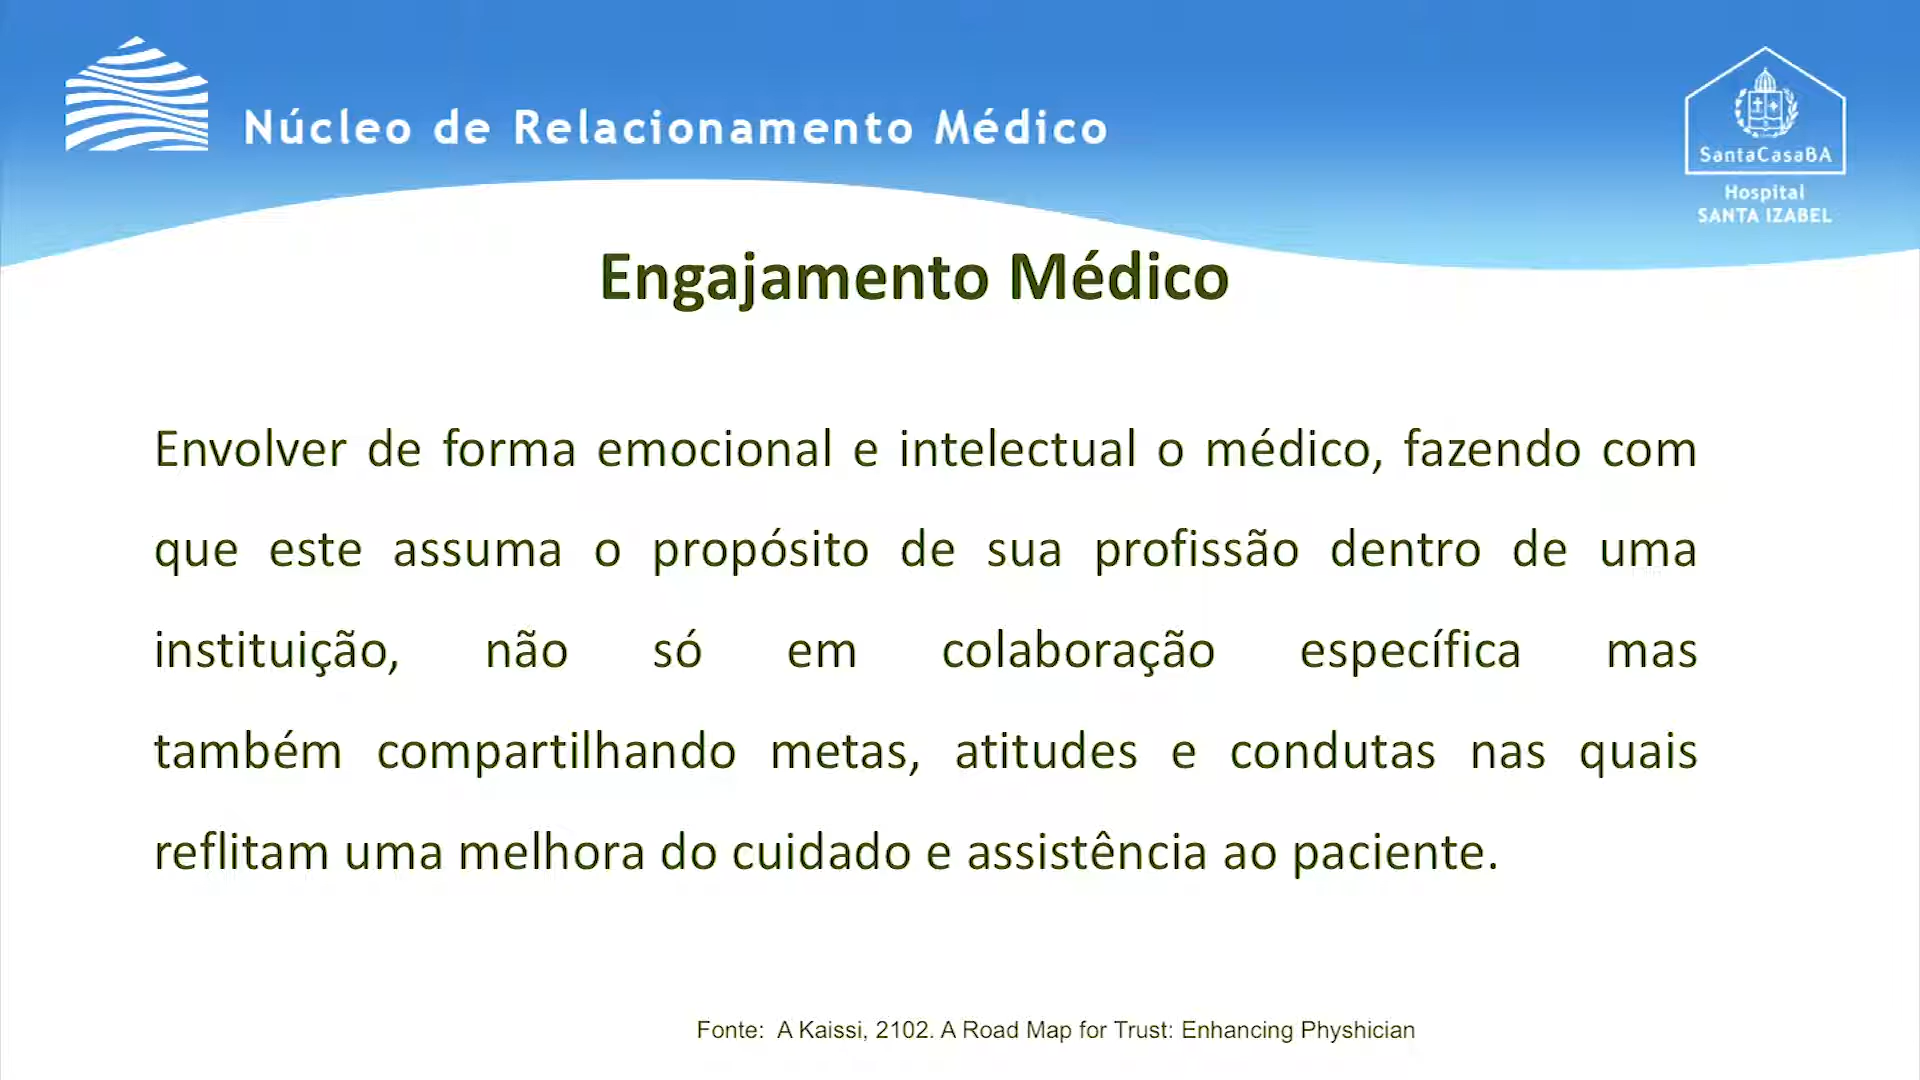 Núcleo de Relacionamento Médico
SantaCasaBA
Hospital
SANTA IZABEL
Engajamento Médico
Envolver de forma emocional e intelectual o médico, fazendo com
que este assuma o propósito de sua profissão dentro de uma
instituição, não só em colaboração específica mas
também compartilhando metas, atitudes e condutas nas quais
reflitam uma melhora do cuidado e assistência ao paciente.
Fonte: A Kaissi, 2102. A Road Map for Trust: Enhancing Physhician